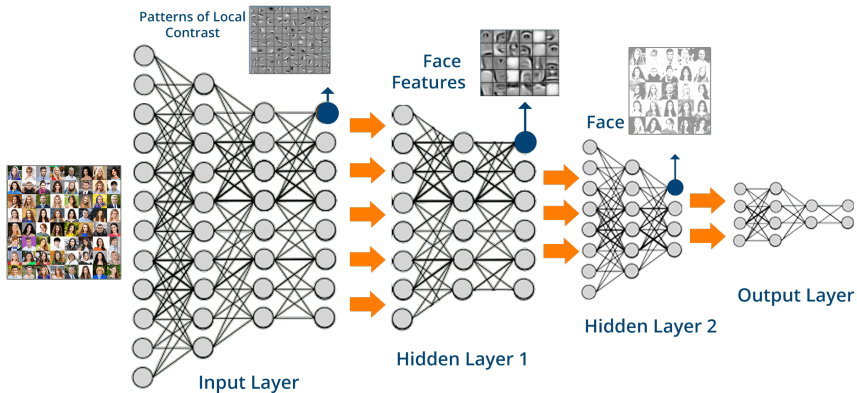 Patterns of Local
Contrast
Face
Features
Face
Input Layer
Hidden Layer 1
Hidden Layer 2
Output Layer